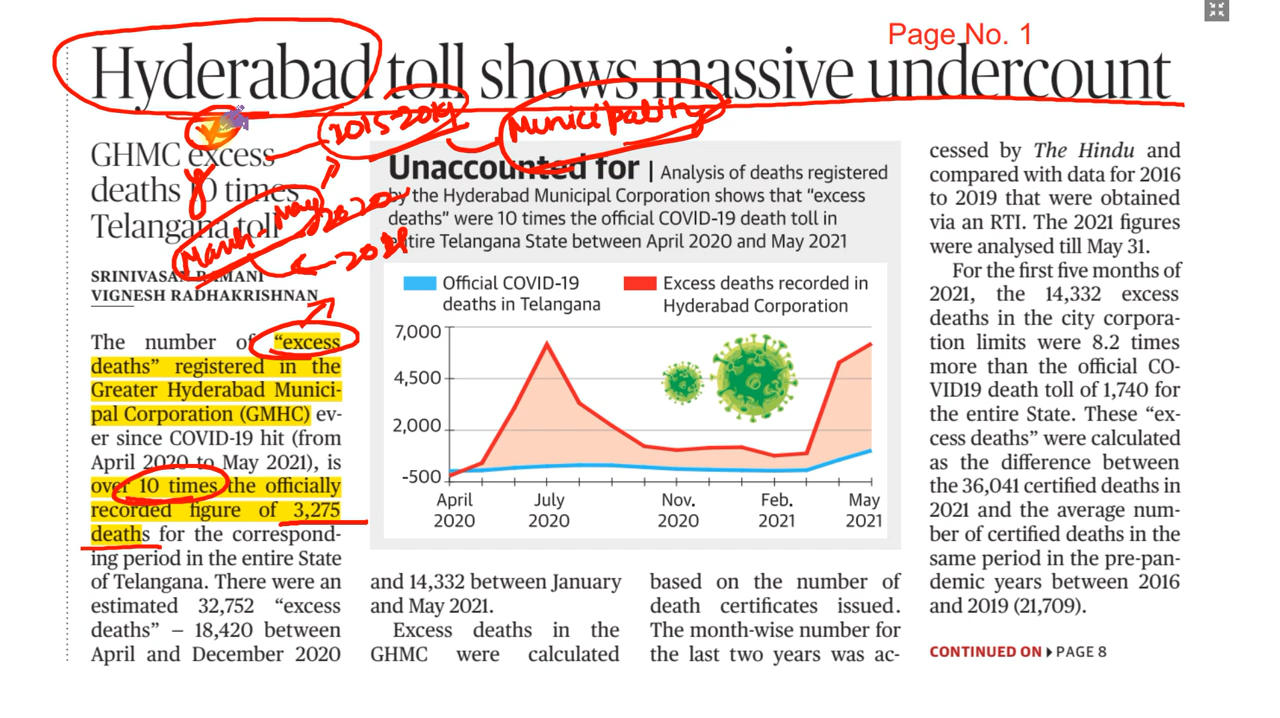 Page No. 1
Hyderabad toll shows massive undercount
2015-2019
Municipality
March-May
2020
2021
GHMC excess
deaths 10 times
Telangana toll
SRINIVASAN RAMANI
VIGNESH RADHAKRISHNAN
The number of “excess
deaths” registered in the
Greater Hyderabad Munici-
pal Corporation (GMHC) ev-
er since COVID-19 hit (from
April 2020 to May 2021), is
over 10 times the officially
recorded figure of 3,275
deaths for the correspond-
ing period in the entire State
of Telangana. There were an
estimated 32,752 “excess
deaths” – 18,420 between
April and December 2020
Unaccounted for | Analysis of deaths registered
by the Hyderabad Municipal Corporation shows that “excess
deaths” were 10 times the official COVID-19 death toll in
entire Telangana State between April 2020 and May 2021
Official COVID-19
deaths in Telangana
Excess deaths recorded in
Hyderabad Corporation
7,000
4,500
2,000
-500
April
2020
July
2020
Nov.
2020
Feb.
2021
May
2021
and 14,332 between January
and May 2021.
Excess deaths in the
GHMC were calculated
based on the number of
death certificates issued.
The month-wise number for
the last two years was ac-
cessed by The Hindu and
compared with data for 2016
to 2019 that were obtained
via an RTI. The 2021 figures
were analysed till May 31.
For the first five months of
2021, the 14,332 excess
deaths in the city corpora-
tion limits were 8.2 times
more than the official CO-
VID19 death toll of 1,740 for
the entire State. These “ex-
cess deaths” were calculated
as the difference between
the 36,041 certified deaths in
2021 and the average num-
ber of certified deaths in the
same period in the pre-pan-
demic years between 2016
and 2019 (21,709).
CONTINUED ON PAGE 8